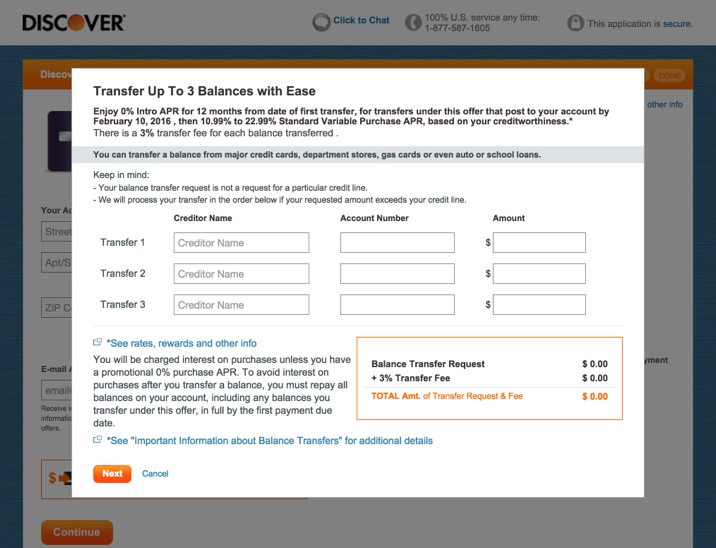 DISCOVER
Click to Chat
100% U.S. service any time:
1-877-587-1605
This application is secure.
Discov
DONE
other info
Transfer Up To 3 Balances with Ease
Enjoy 0% Intro APR for 12 months from date of first transfer, for transfers under this offer that post to your account by
February 10, 2016 , then 10.99% to 22.99% Standard Variable Purchase APR, based on your creditworthiness.*
There is a 3% transfer fee for each balance transferred .
You can transfer a balance from major credit cards, department stores, gas cards or even auto or school loans.
Keep in mind:
- Your balance transfer request is not a request for a particular credit line.
- We will process your transfer in the order below if your requested amount exceeds your credit line.
Creditor Name Account Number Amount
Transfer 1 Creditor Name $
Transfer 2 Creditor Name $
Transfer 3 Creditor Name $
Your Ac
Street
Apt/S
ZIP C
*See rates, rewards and other info
You will be charged interest on purchases unless you have
a promotional 0% purchase APR. To avoid interest on
purchases after you transfer a balance, you must repay all
balances on your account, including any balances you
transfer under this offer, in full by the first payment due
date.
*See "Important Information about Balance Transfers" for additional details
Balance Transfer Request $ 0.00
+ 3% Transfer Fee $ 0.00
TOTAL Amt. of Transfer Request & Fee $ 0.00
yment
E-mail A
email
Receive i
informatio
offers.
$
Next Cancel
Continue